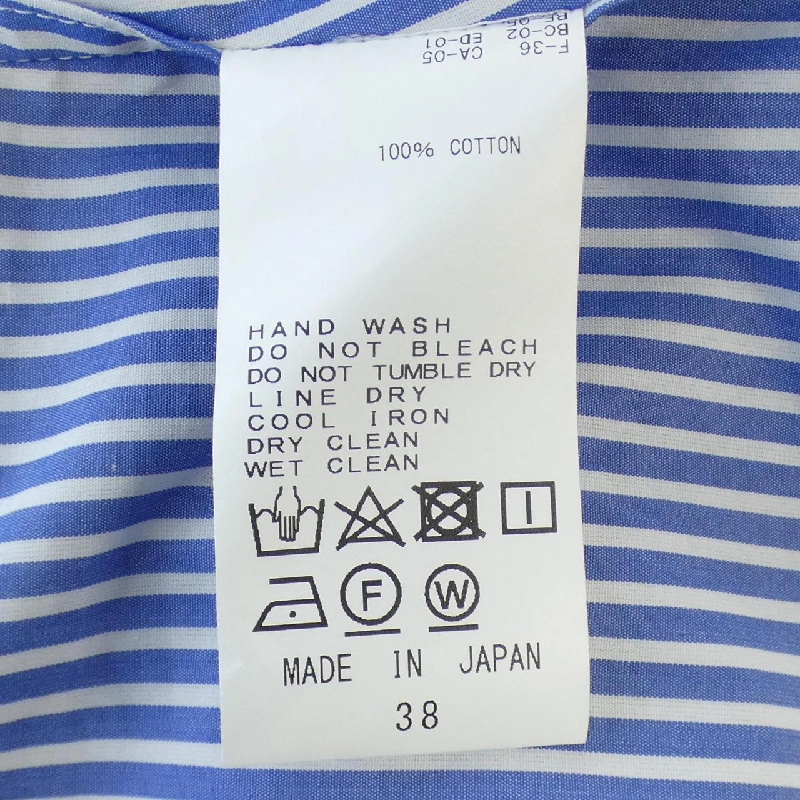 CA-05 F-36
ED-01 BC-02
100% COTTON
HAND WASH
DO NOT BLEACH
DO NOT TUMBLE DRY
LINE DRY
COOL IRON
DRY CLEAN
WET CLEAN
F W
MADE IN JAPAN
38